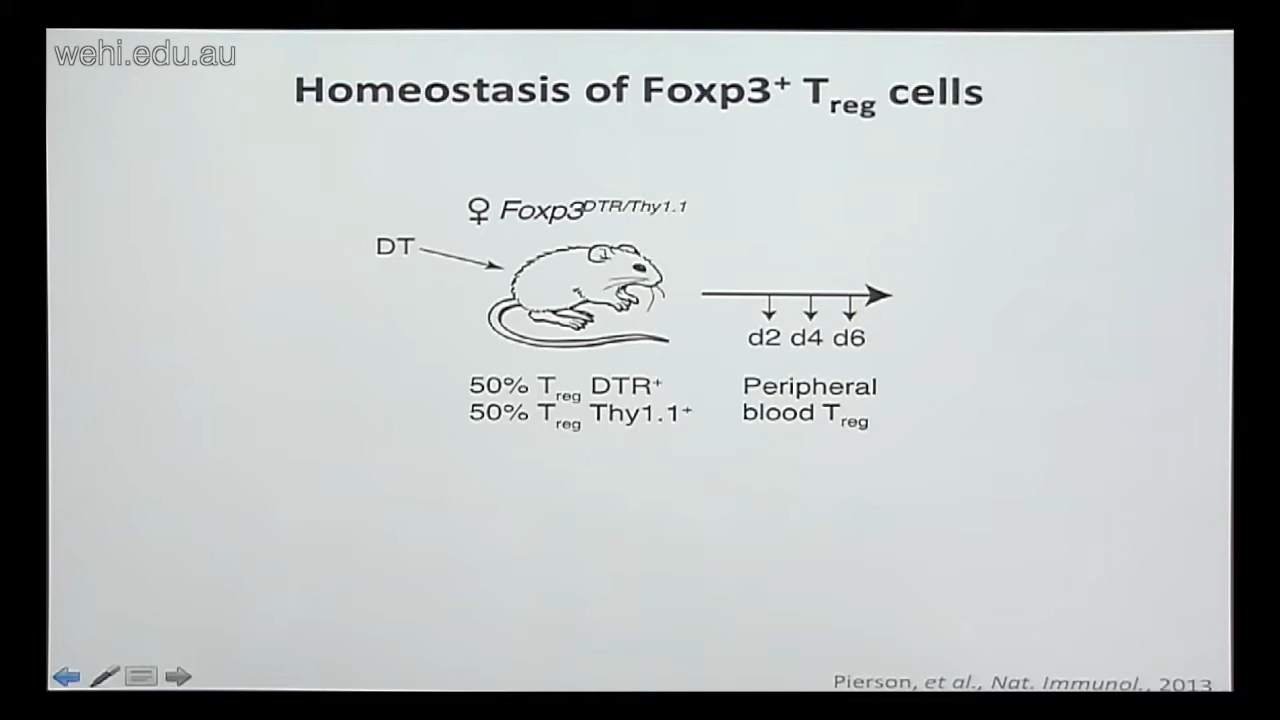 wehi.edu.au
Homeostasis of Foxp3⁺ Treg cells
♀ Foxp3DTR/Thy1.1
DT
d2 d4 d6
50% Treg DTR⁺
50% Treg Thy1.1⁺
Peripheral
blood Treg
Pierson, et al., Nat. Immunol., 2013